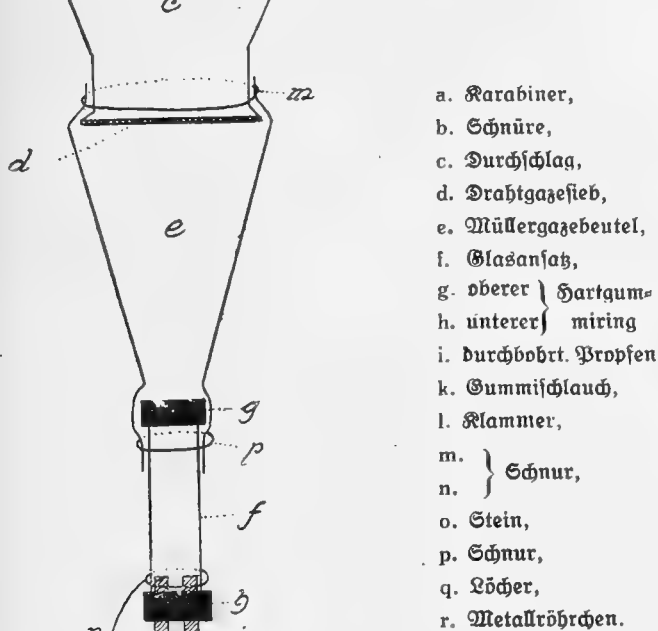 c
m
d
e
g
p
f
h
n
a. Karabiner,
b. Schnüre,
c. Durchschlag,
d. Drahtgazesieb,
e. Müllergazebeutel,
f. Glasansatz,
g. oberer } Hartgum=
h. unterer } miring
i. durchbohrt. Propfen
k. Gummischlauch,
l. Klammer,
m.
n. } Schnur,
o. Stein,
p. Schnur,
q. Löcher,
r. Metallröhrchen.